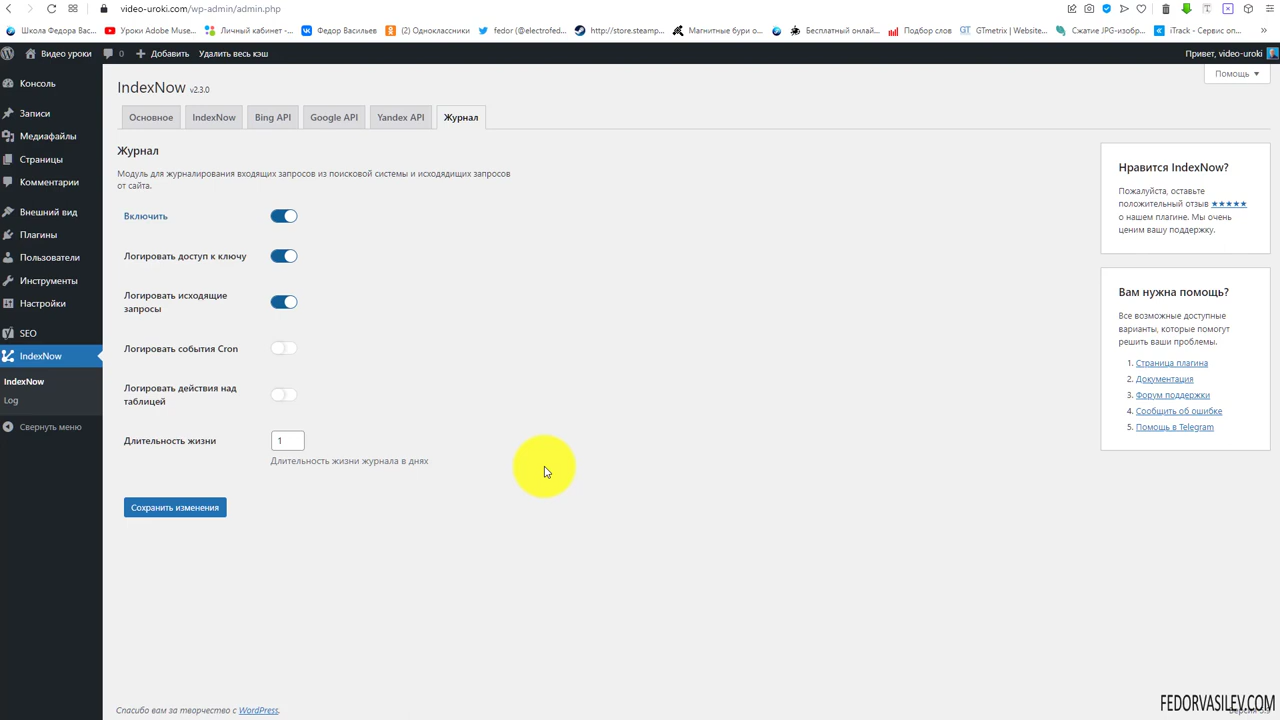 video-uroki.com/wp-admin/admin.php
Школа Федора Вас...
Уроки Adobe Muse...
Личный кабинет -...
Федор Васильев
(2) Одноклассники
fedor (@electrofed...
http://store.steamp...
Магнитные бури о...
Бесплатный онлай...
Подбор слов
GTmetrix | Website...
Сжатие JPG-изобр...
iTrack - Сервис оп...
Видео уроки
0
Добавить
Удалить весь кэш
Привет, video-uroki
Консоль
Записи
Медиафайлы
Страницы
Комментарии
Внешний вид
Плагины
Пользователи
Инструменты
Настройки
SEO
IndexNow
IndexNow
Log
Свернуть меню
Помощь
IndexNow v2.3.0
Основное
IndexNow
Bing API
Google API
Yandex API
Журнал
Журнал
Модуль для журналирования входящих запросов из поисковой системы и исходядщих запросов
от сайта.
Включить
Логировать доступ к ключу
Логировать исходящие
запросы
Логировать события Cron
Логировать действия над
таблицей
Длительность жизни
1
Длительность жизни журнала в днях
Сохранить изменения
Нравится IndexNow?
Пожалуйста, оставьте
положительный отзыв ★★★★★
о нашем плагине. Мы очень
ценим вашу поддержку.
Вам нужна помощь?
Все возможные доступные
варианты, которые помогут
решить ваши проблемы.
1. Страница плагина
2. Документация
3. Форум поддержки
4. Сообщить об ошибке
5. Помощь в Telegram
Спасибо вам за творчество с WordPress.
FEDORVASILEV.COM